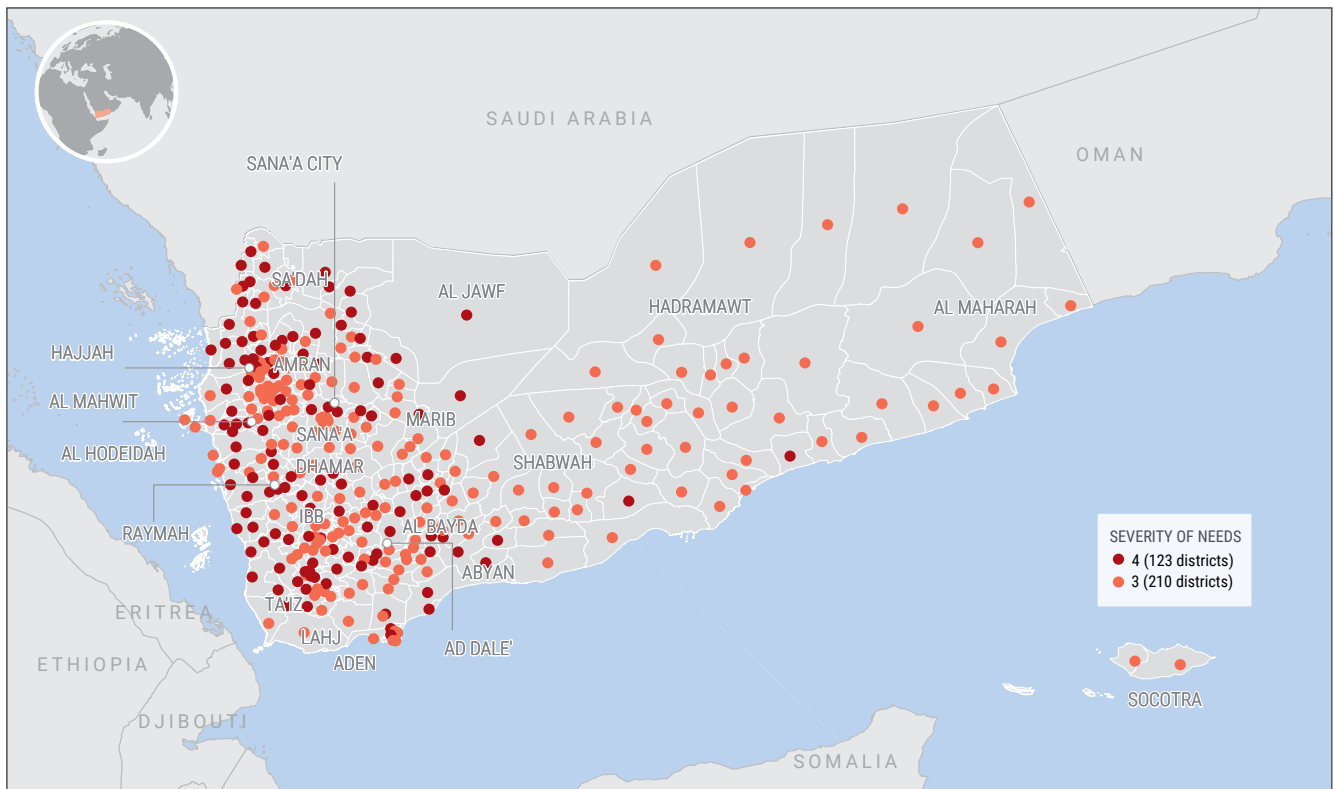 SAUDI ARABIA
OMAN
SANA'A CITY
SA'DAH
AL JAWF
HADRAMAWT
AL MAHARAH
HAJJAH
AMRAN
AL MAHWIT
MARIB
SANA'A
AL HODEIDAH
DHAMAR
SHABWAH
IBB
AL BAYDA
RAYMAH
SEVERITY OF NEEDS
4 (123 districts)
3 (210 districts)
ABYAN
TA'IZ
ERITREA
LAHJ
AD DALE'
ADEN
ETHIOPIA
SOCOTRA
DJIBOUTI
SOMALIA